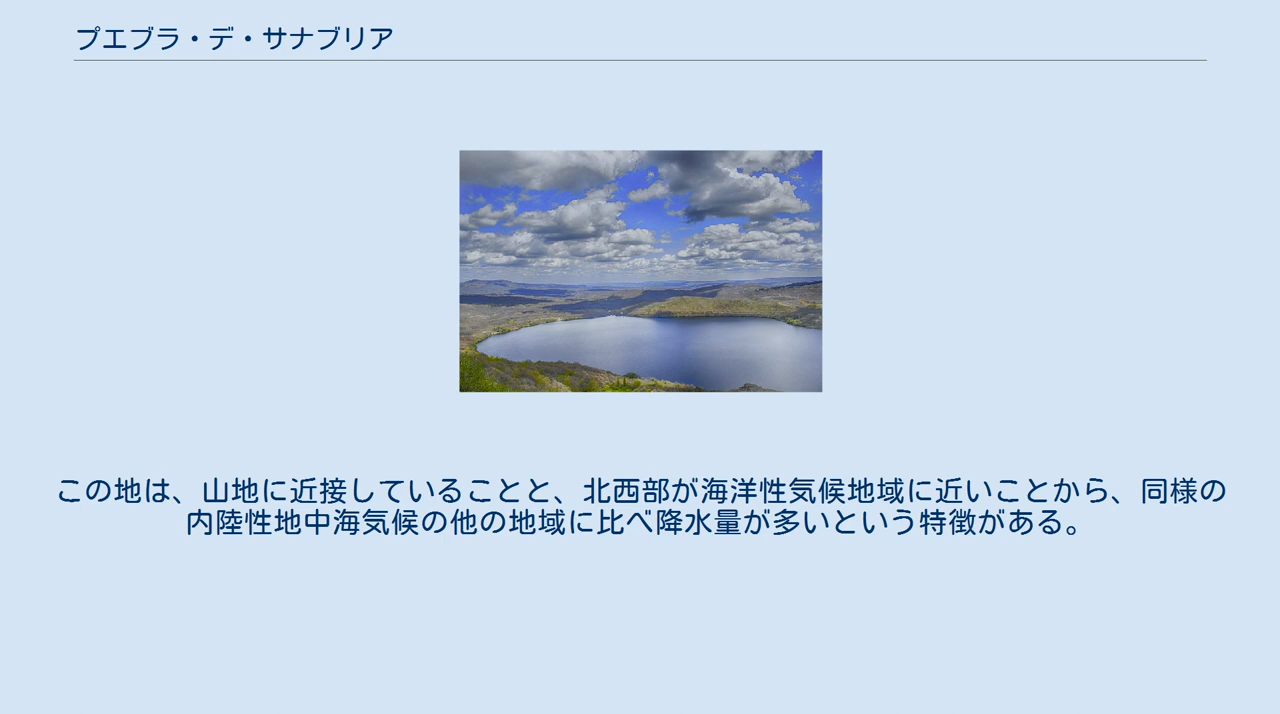 プエブラ・デ・サナブリア
この地は、山地に近接していることと、北西部が海洋性気候地域に近いことから、同様の
内陸性地中海気候の他の地域に比べ降水量が多いという特徴がある。